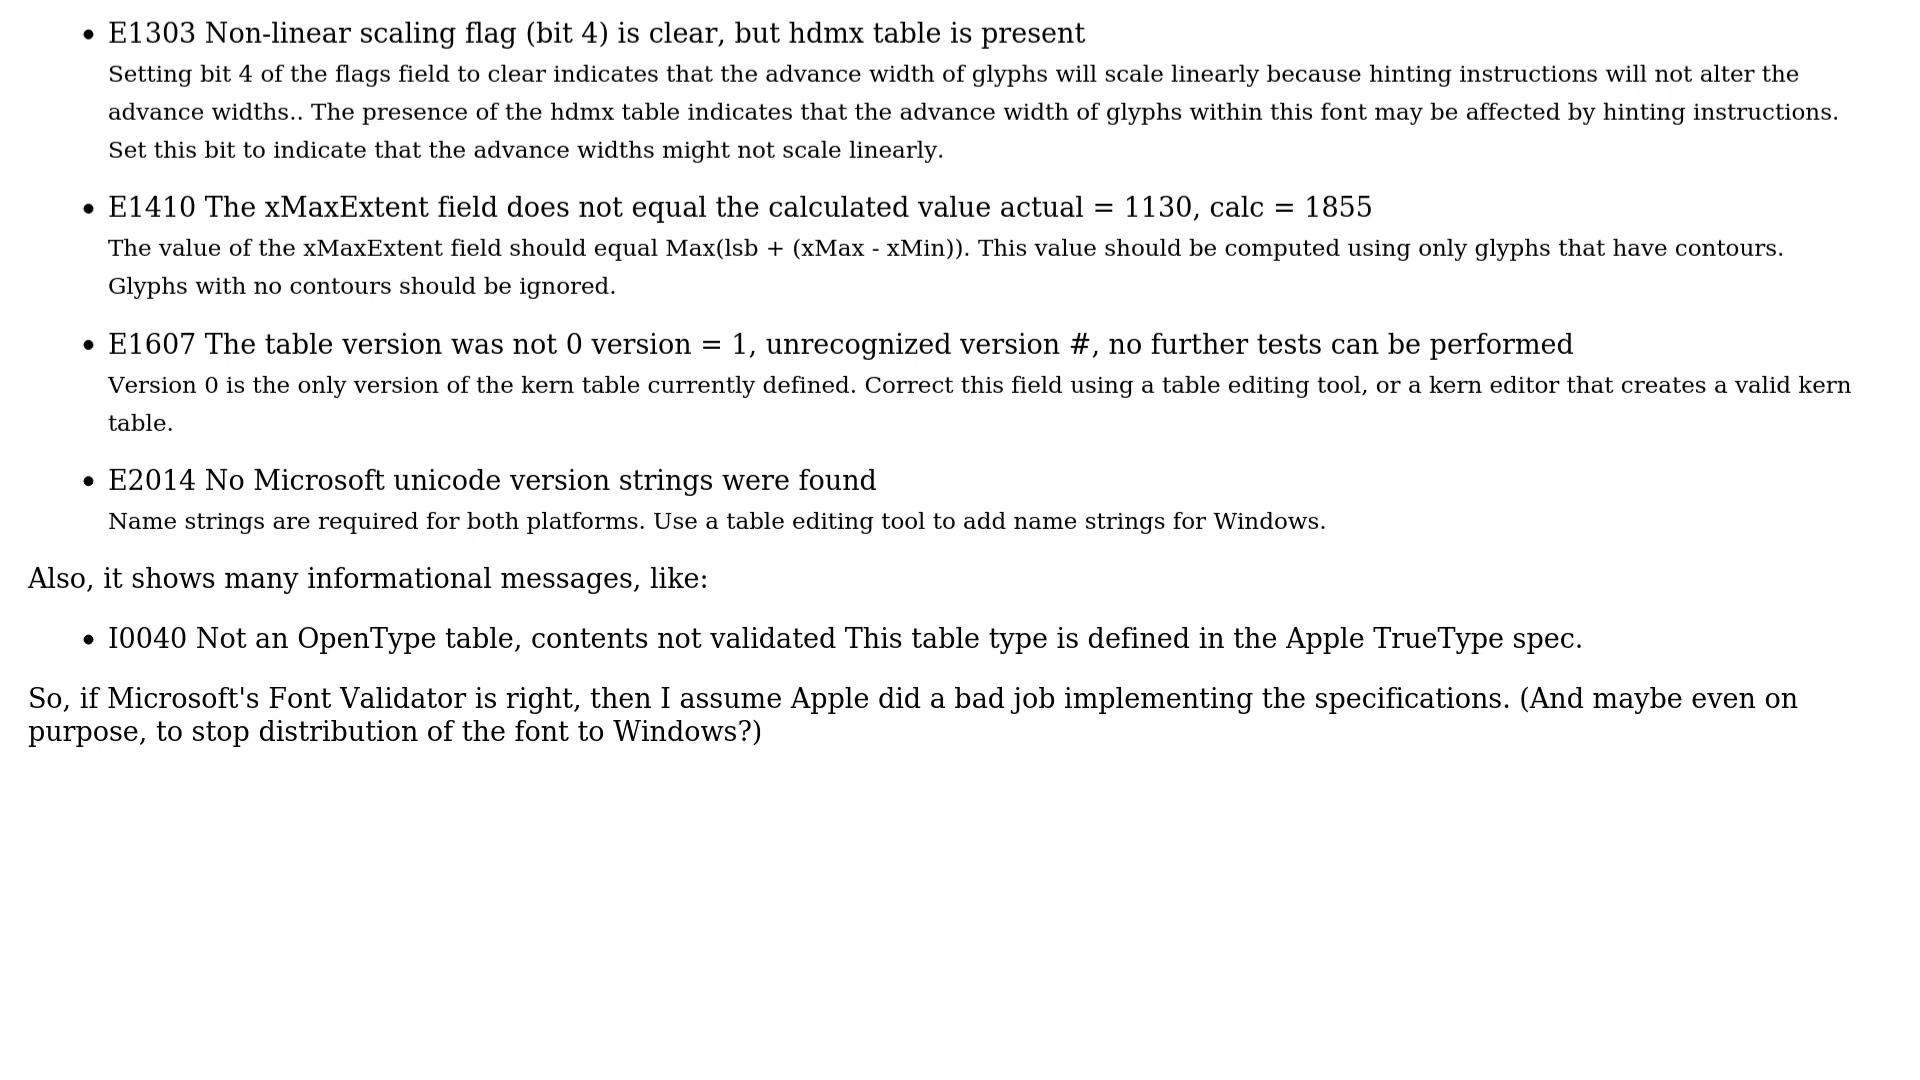 • E1303 Non-linear scaling flag (bit 4) is clear, but hdmx table is present
Setting bit 4 of the flags field to clear indicates that the advance width of glyphs will scale linearly because hinting instructions will not alter the
advance widths.. The presence of the hdmx table indicates that the advance width of glyphs within this font may be affected by hinting instructions.
Set this bit to indicate that the advance widths might not scale linearly.
• E1410 The xMaxExtent field does not equal the calculated value actual = 1130, calc = 1855
The value of the xMaxExtent field should equal Max(lsb + (xMax - xMin)). This value should be computed using only glyphs that have contours.
Glyphs with no contours should be ignored.
• E1607 The table version was not 0 version = 1, unrecognized version #, no further tests can be performed
Version 0 is the only version of the kern table currently defined. Correct this field using a table editing tool, or a kern editor that creates a valid kern
table.
• E2014 No Microsoft unicode version strings were found
Name strings are required for both platforms. Use a table editing tool to add name strings for Windows.
Also, it shows many informational messages, like:
• I0040 Not an OpenType table, contents not validated This table type is defined in the Apple TrueType spec.
So, if Microsoft's Font Validator is right, then I assume Apple did a bad job implementing the specifications. (And maybe even on
purpose, to stop distribution of the font to Windows?)